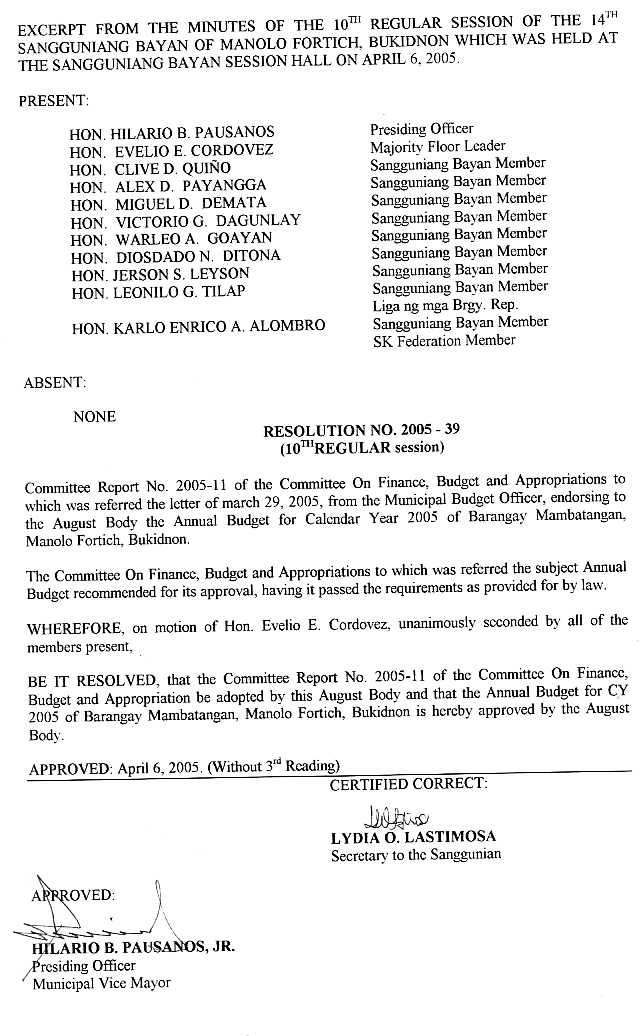 EXCERPT FROM THE MINUTES OF THE 10TH REGULAR SESSION OF THE 14TH
SANGGUNIANG BAYAN OF MANOLO FORTICH, BUKIDNON WHICH WAS HELD AT
THE SANGGUNIANG BAYAN SESSION HALL ON APRIL 6, 2005.
PRESENT:
HON. HILARIO B. PAUSANOS Presiding Officer
HON. EVELIO E. CORDOVEZ Majority Floor Leader
HON. CLIVE D. QUIÑO Sangguniang Bayan Member
HON. ALEX D. PAYANGGA Sangguniang Bayan Member
HON. MIGUEL D. DEMATA Sangguniang Bayan Member
HON. VICTORIO G. DAGUNLAY Sangguniang Bayan Member
HON. WARLEO A. GOAYAN Sangguniang Bayan Member
HON. DIOSDADO N. DITONA Sangguniang Bayan Member
HON. JERSON S. LEYSON Sangguniang Bayan Member
HON. LEONILO G. TILAP Sangguniang Bayan Member
Liga ng mga Brgy. Rep.
HON. KARLO ENRICO A. ALOMBRO Sangguniang Bayan Member
SK Federation Member
ABSENT:
NONE
RESOLUTION NO. 2005 - 39
(10THREGULAR session)
Committee Report No. 2005-11 of the Committee On Finance, Budget and Appropriations to
which was referred the letter of march 29, 2005, from the Municipal Budget Officer, endorsing to
the August Body the Annual Budget for Calendar Year 2005 of Barangay Mambatangan,
Manolo Fortich, Bukidnon.
The Committee On Finance, Budget and Appropriations to which was referred the subject Annual
Budget recommended for its approval, having it passed the requirements as provided for by law.
WHEREFORE, on motion of Hon. Evelio E. Cordovez, unanimously seconded by all of the
members present,
BE IT RESOLVED, that the Committee Report No. 2005-11 of the Committee On Finance,
Budget and Appropriation be adopted by this August Body and that the Annual Budget for CY
2005 of Barangay Mambatangan, Manolo Fortich, Bukidnon is hereby approved by the August
Body.
APPROVED: April 6, 2005. (Without 3rd Reading)
CERTIFIED CORRECT:
LYDIA O. LASTIMOSA
Secretary to the Sanggunian
APPROVED:
HILARIO B. PAUSANOS, JR.
Presiding Officer
Municipal Vice Mayor